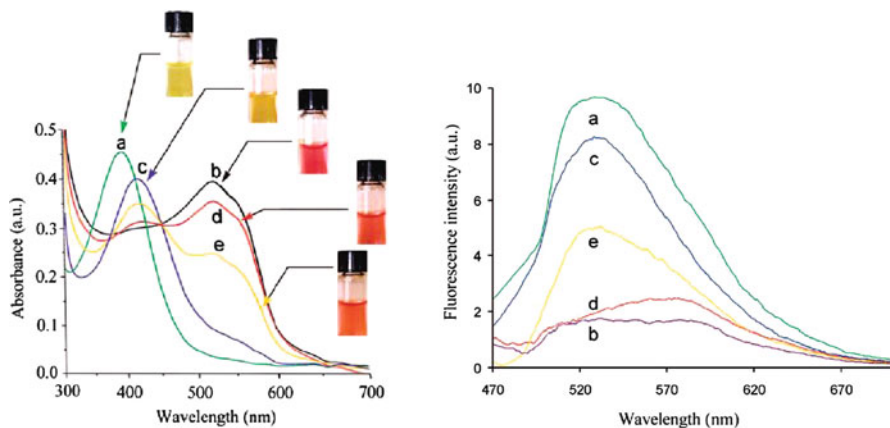 Absorbance (a.u.)
0.5
0.4
0.3
0.2
0.1
0.0
300
400
500
600
700
Wavelength (nm)
a
c
b
d
e
Fluorescence intensity (a.u.)
10
8
6
4
2
0
470
520
570
620
670
Wavelength (nm)
a
c
e
d
b